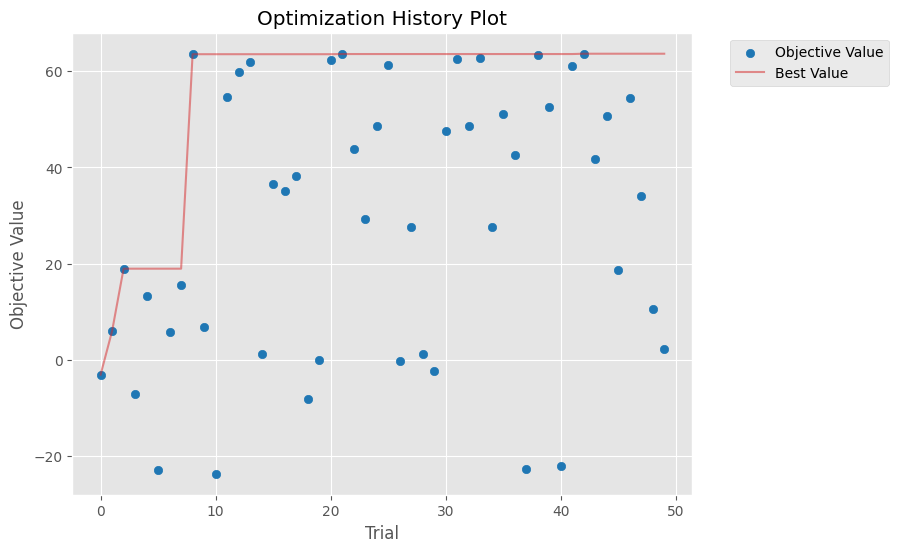 Optimization History Plot
Objective Value
Best Value
60
40
20
0
−20
Objective Value
0 10 20 30 40 50
Trial